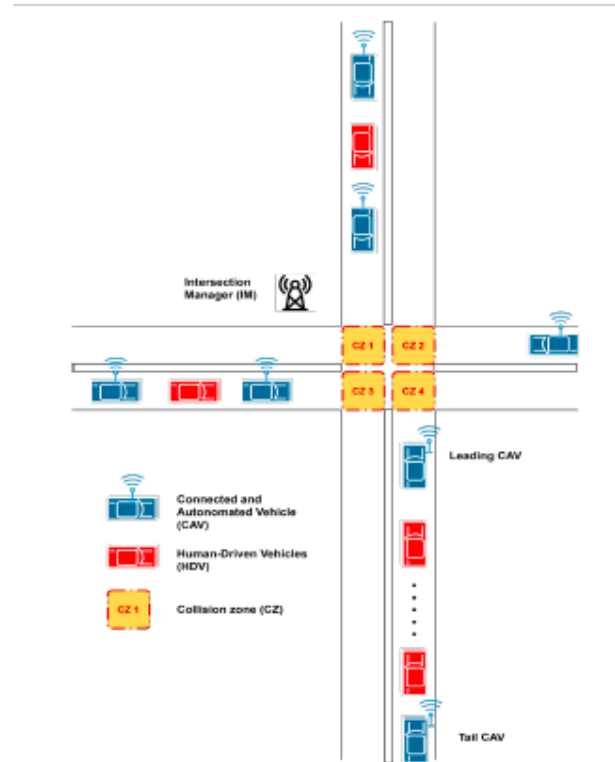 Intersection
Manager (IM)
CZ 1
CZ 2
CZ 3
CZ 4
Leading CAV
Connected and
Autonomated Vehicle
(CAV)
Human-Driven Vehicles
(HDV)
CZ 1
Collision zone (CZ)
Tail CAV